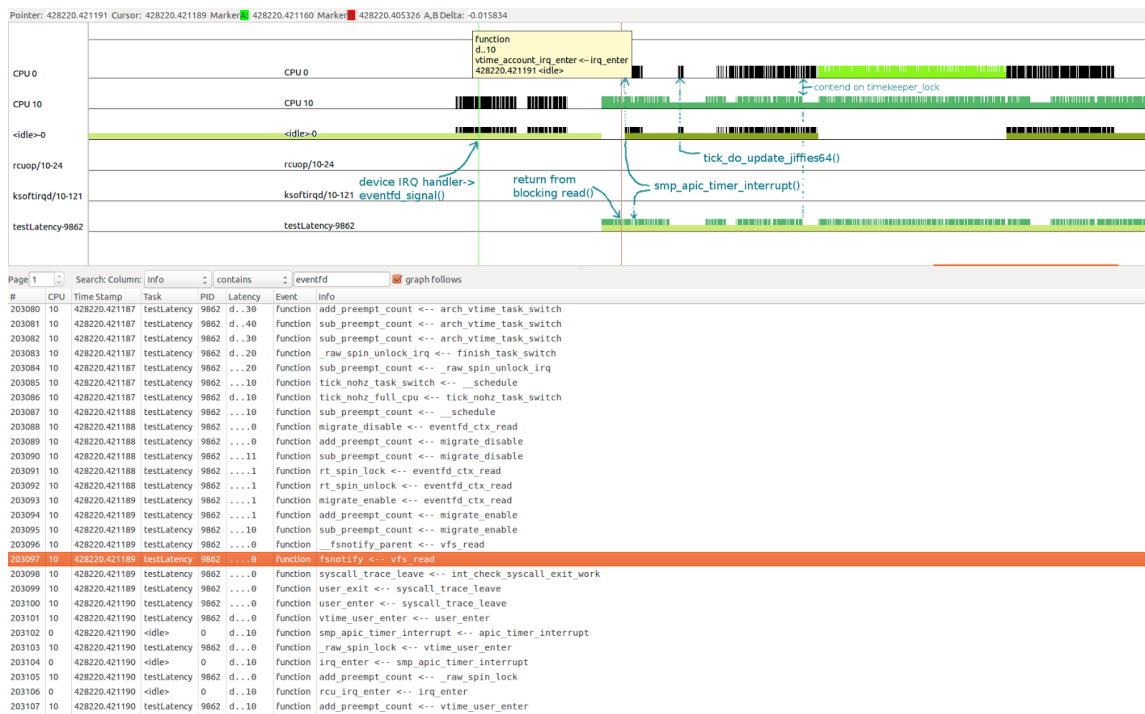 Pointer: 428220.421191 Cursor: 428220.421189 Marker A: 428221.421160 Marker B: 428220.405326 A,B Delta: -0.015834
function
d..10
vtime_account_irq_enter <- irq_enter
428220.421191 <idle>
CPU 0 CPU 0
contend on timekeeper_lock
CPU 10 CPU 10
<idle>-0 <idle>-0
tick_do_update_jiffies64()
rcuop/10-24 rcuop/10-24
device IRQ handler->
eventfd_signal()
return from
blocking read()
smp_apic_timer_interrupt()
ksoftirqd/10-121 ksoftirqd/10-121
testLatency-9862 testLatency-9862
Page 1 Search: Column: Info contains eventfd graph follows
# CPU Time Stamp Task PID Latency Event Info
203080 10 428220.421187 testLatency 9862 d...30 function add_preempt_count <-- arch_vtime_task_switch
203081 10 428220.421187 testLatency 9862 d...40 function sub_preempt_count <-- arch_vtime_task_switch
203082 10 428220.421187 testLatency 9862 d...30 function sub_preempt_count <-- arch_vtime_task_switch
203083 10 428220.421187 testLatency 9862 d...20 function _raw_spin_unlock_irq <-- finish_task_switch
203084 10 428220.421187 testLatency 9862 ....20 function sub_preempt_count <-- _raw_spin_unlock_irq
203085 10 428220.421187 testLatency 9862 ....10 function tick_nohz_task_switch <-- __schedule
203086 10 428220.421187 testLatency 9862 d...10 function tick_nohz_full_cpu <-- tick_nohz_task_switch
203087 10 428220.421188 testLatency 9862 ....10 function sub_preempt_count <-- __schedule
203088 10 428220.421188 testLatency 9862 ....0 function migrate_disable <-- eventfd_ctx_read
203089 10 428220.421188 testLatency 9862 ....0 function add_preempt_count <-- migrate_disable
203090 10 428220.421188 testLatency 9862 ....11 function sub_preempt_count <-- migrate_disable
203091 10 428220.421188 testLatency 9862 ....1 function rt_spin_lock <-- eventfd_ctx_read
203092 10 428220.421188 testLatency 9862 ....1 function rt_spin_unlock <-- eventfd_ctx_read
203093 10 428220.421189 testLatency 9862 ....1 function migrate_enable <-- eventfd_ctx_read
203094 10 428220.421189 testLatency 9862 ....1 function add_preempt_count <-- migrate_enable
203095 10 428220.421189 testLatency 9862 ....10 function sub_preempt_count <-- migrate_enable
203096 10 428220.421189 testLatency 9862 ....0 function __fsnotify_parent <-- vfs_read
203097 10 428220.421189 testLatency 9862 ....0 function fsnotify <-- vfs_read
203098 10 428220.421189 testLatency 9862 ....0 function syscall_trace_leave <-- int_check_syscall_exit_work
203099 10 428220.421189 testLatency 9862 ....0 function user_exit <-- syscall_trace_leave
203100 10 428220.421190 testLatency 9862 ....0 function user_enter <-- syscall_trace_leave
203101 10 428220.421190 testLatency 9862 d...0 function vtime_user_enter <-- user_enter
203102 0 428220.421190 <idle> 0 d..10 function smp_apic_timer_interrupt <-- apic_timer_interrupt
203103 10 428220.421190 testLatency 9862 d...0 function _raw_spin_lock <-- vtime_user_enter
203104 0 428220.421190 <idle> 0 d..10 function irq_enter <-- smp_apic_timer_interrupt
203105 10 428220.421190 testLatency 9862 d...0 function add_preempt_count <-- _raw_spin_lock
203106 0 428220.421190 <idle> 0 d..10 function rcu_irq_enter <-- irq_enter
203107 10 428220.421190 testLatency 9862 d..10 function add_preempt_count <-- vtime_user_enter